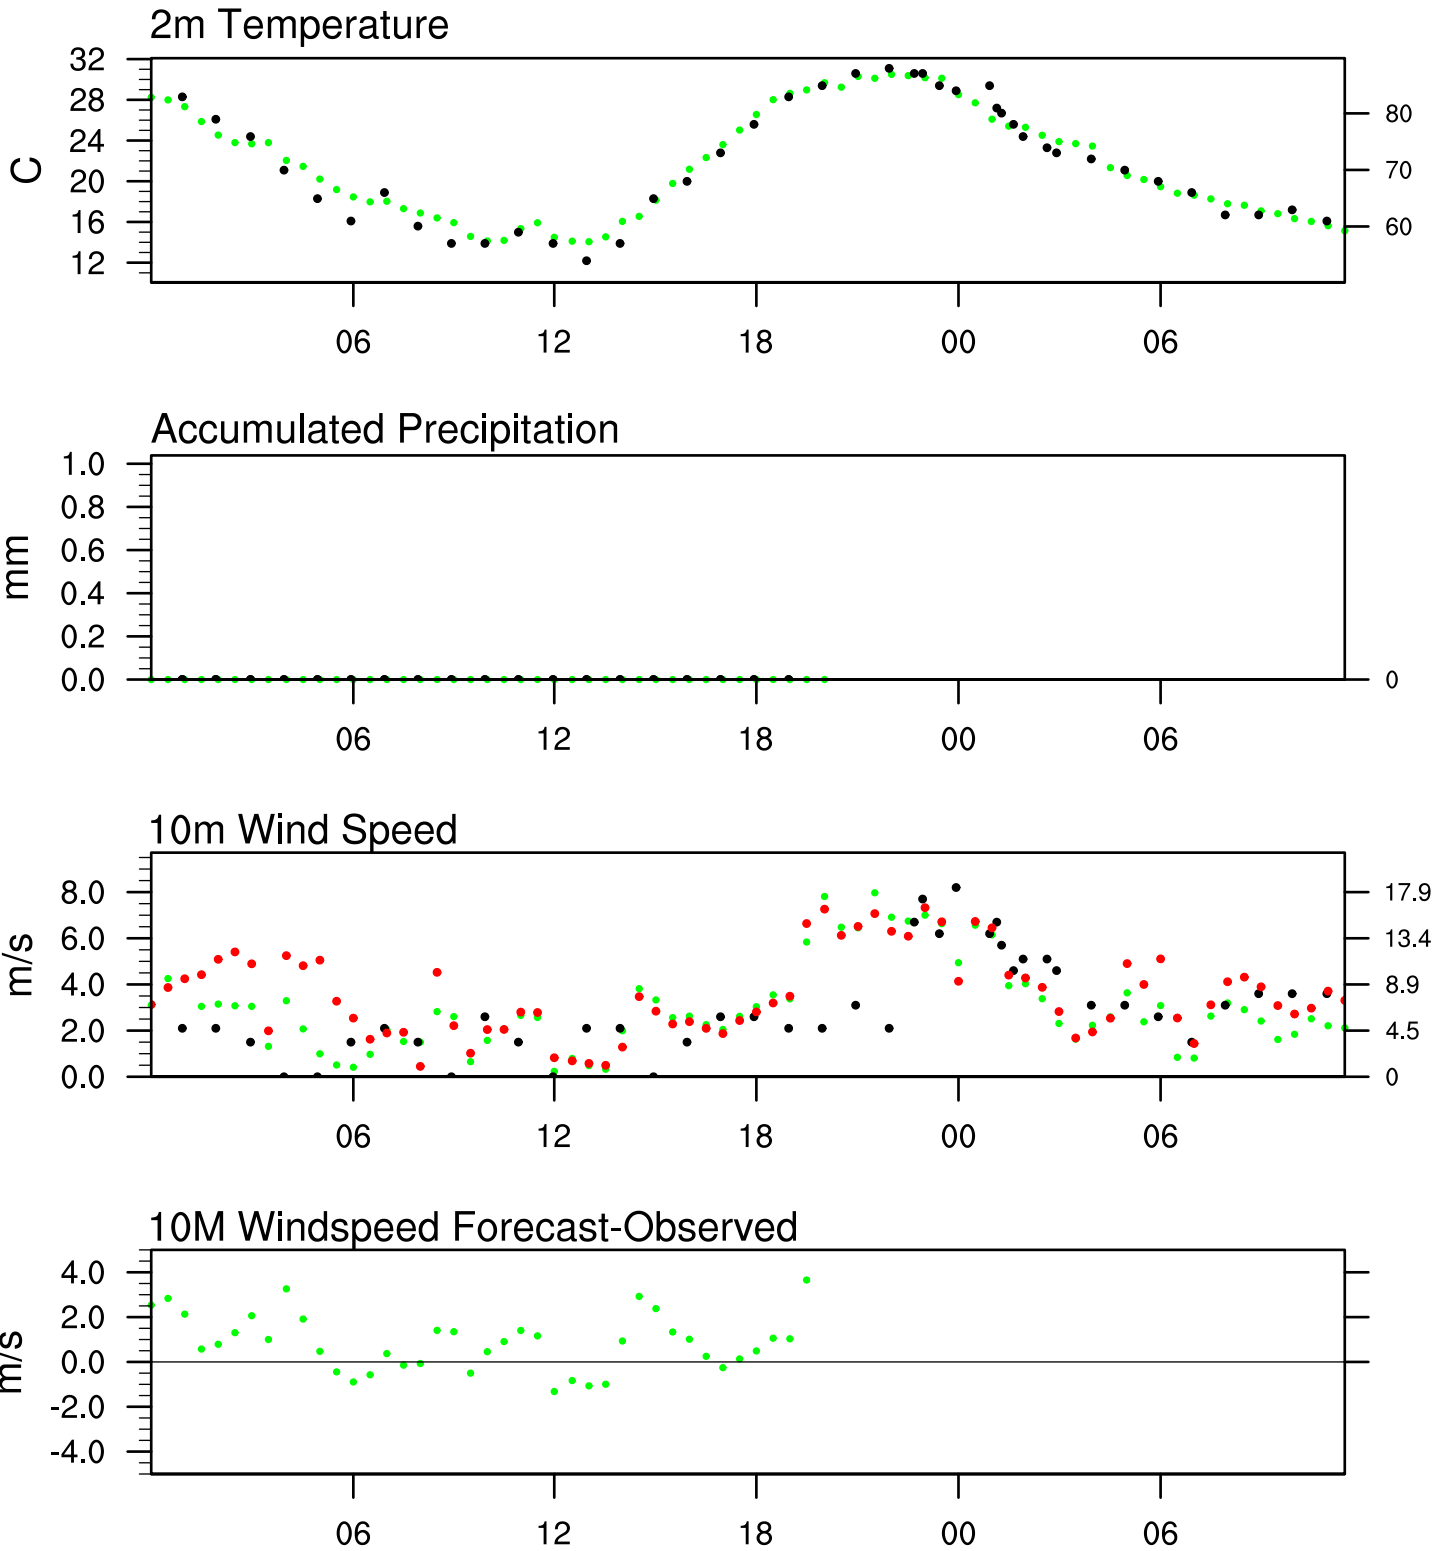 2m Temperature
32
28
24
20
16
12
C
80
70
60
06 12 18 00 06
Accumulated Precipitation
1.0
0.8
0.6
0.4
0.2
0.0
mm
0
06 12 18 00 06
10m Wind Speed
8.0
6.0
4.0
2.0
0.0
m/s
17.9
13.4
8.9
4.5
0
06 12 18 00 06
10M Windspeed Forecast-Observed
4.0
2.0
0.0
-2.0
-4.0
m/s
06 12 18 00 06